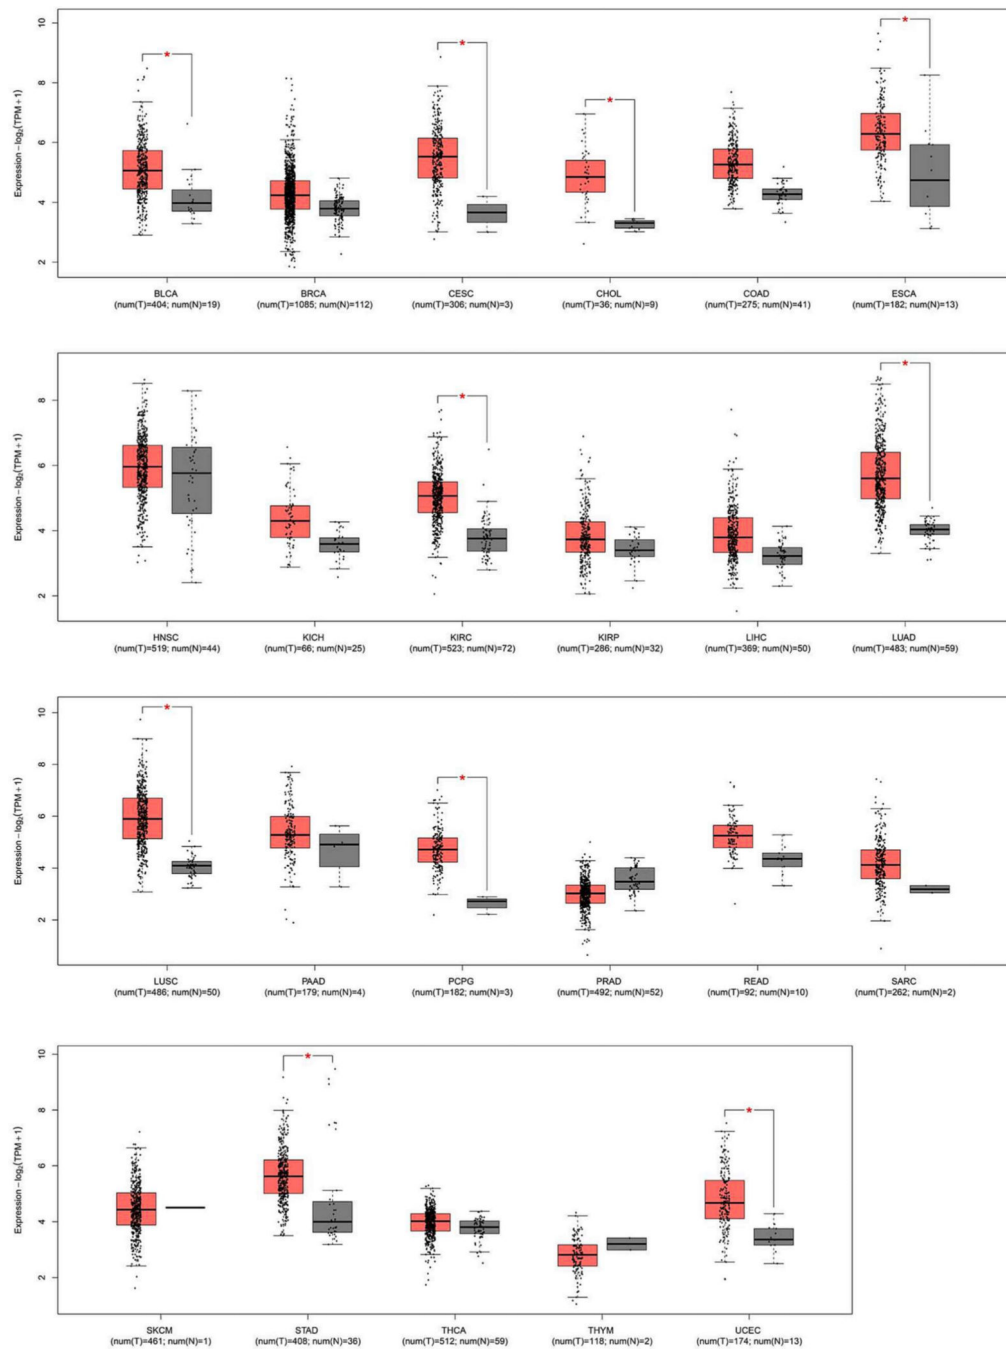 Expression − log₂(TPM + 1)
10
8
6
4
2
* * * *
BLCA BRCA CESC CHOL COAD ESCA
(num(T)=404; num(N)=19) (num(T)=1085; num(N)=112) (num(T)=306; num(N)=3) (num(T)=36; num(N)=9) (num(T)=275; num(N)=41) (num(T)=182; num(N)=13)
Expression − log₂(TPM + 1)
8
6
4
2
* *
HNSC KICH KIRC KIRP LIHC LUAD
(num(T)=519; num(N)=44) (num(T)=66; num(N)=25) (num(T)=523; num(N)=72) (num(T)=286; num(N)=32) (num(T)=369; num(N)=50) (num(T)=483; num(N)=59)
Expression − log₂(TPM + 1)
10
8
6
4
2
* *
LUSC PAAD PCPG PRAD READ SARC
(num(T)=486; num(N)=50) (num(T)=179; num(N)=4) (num(T)=182; num(N)=3) (num(T)=492; num(N)=52) (num(T)=92; num(N)=10) (num(T)=262; num(N)=2)
Expression − log₂(TPM + 1)
10
8
6
4
2
* *
SKCM STAD THCA THYM UCEC
(num(T)=461; num(N)=1) (num(T)=408; num(N)=36) (num(T)=512; num(N)=59) (num(T)=118; num(N)=2) (num(T)=174; num(N)=13)